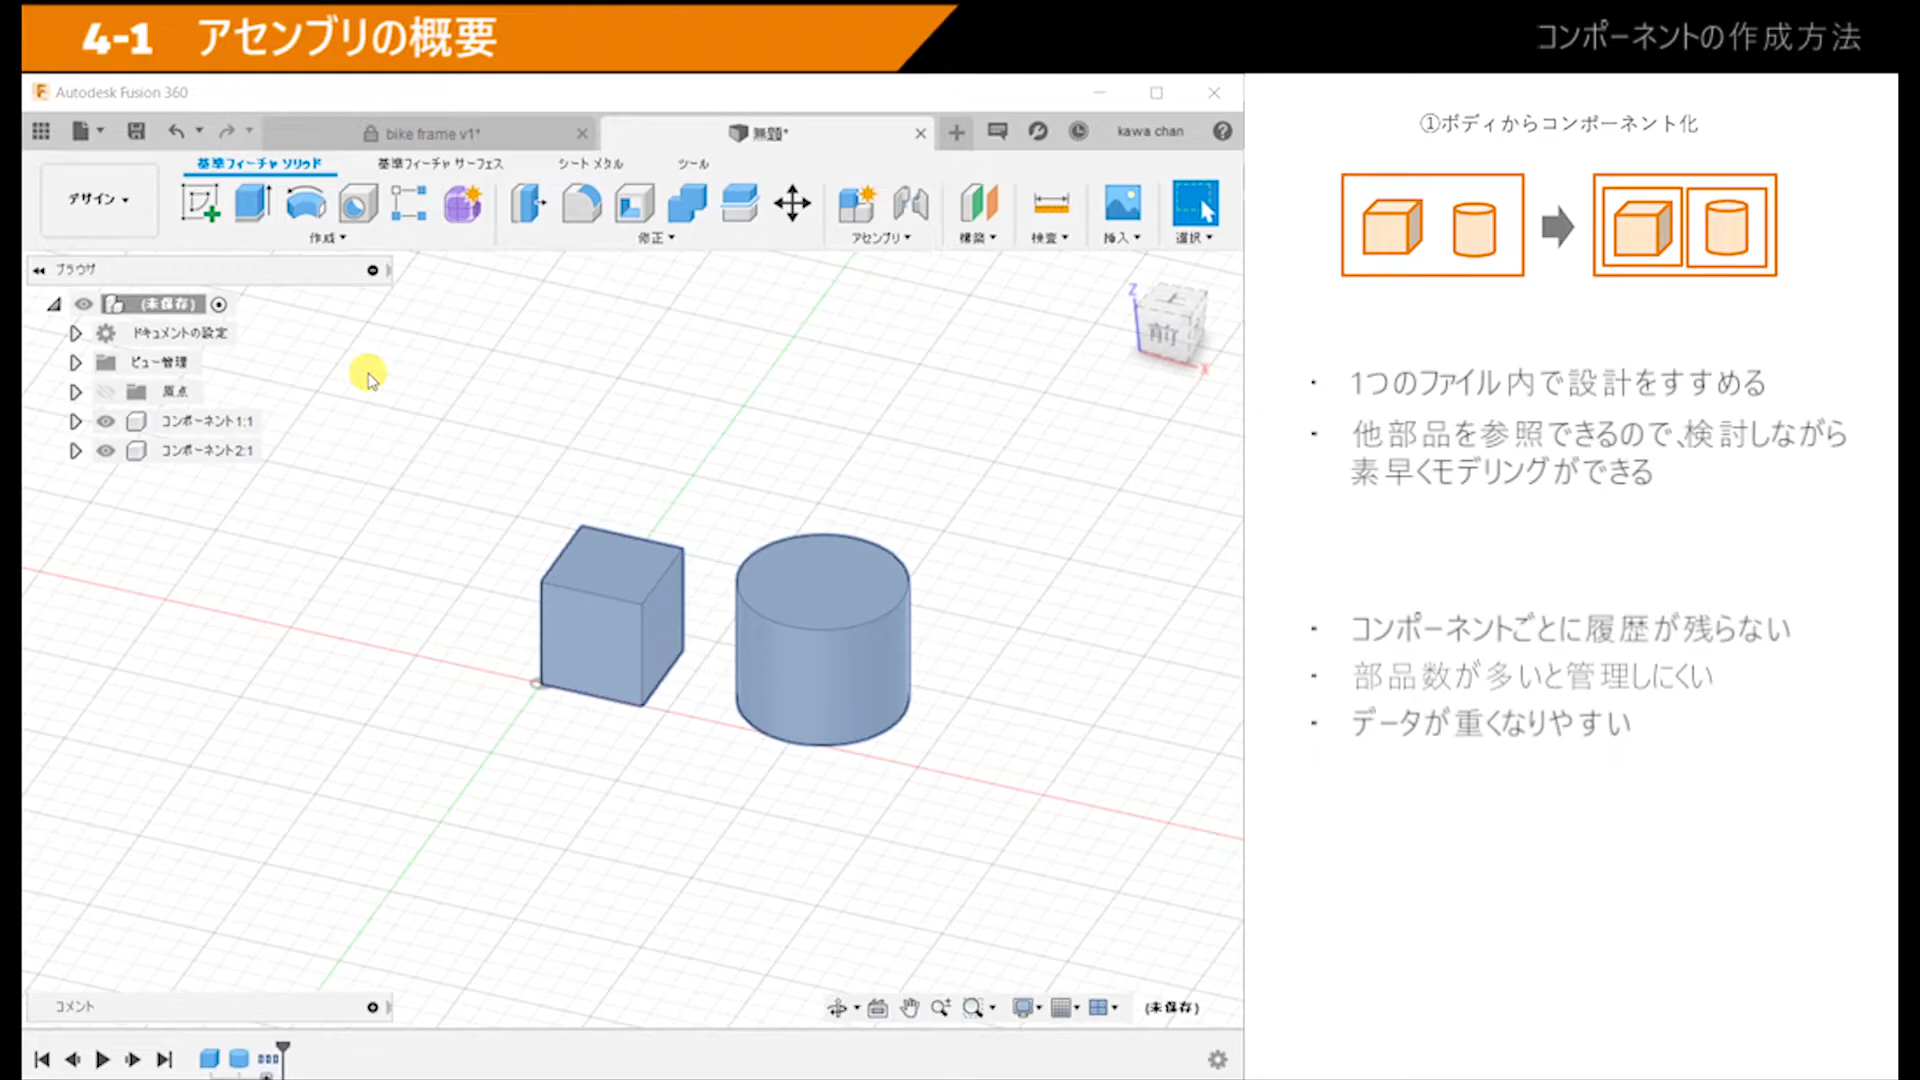 4-1 アセンブリの概要
コンポーネントの作成方法
Autodesk Fusion 360
bike frame v1*
無題*
kawa chan
デザイン
基準フィーチャ ソリッド
基準フィーチャ サーフェス
シート メタル
ツール
作成
修正
アセンブリ
構築
検査
挿入
選択
ブラウザ
(未保存)
ドキュメントの設定
ビュー管理
原点
コンポーネント1:1
コンポーネント2:1
Z
前
X
コメント
(未保存)
①ボディからコンポーネント化
・ 1つのファイル内で設計をすすめる
・ 他部品を参照できるので、検討しながら
素早くモデリングができる
・ コンポーネントごとに履歴が残らない
・ 部品数が多いと管理しにくい
・ データが重くなりやすい